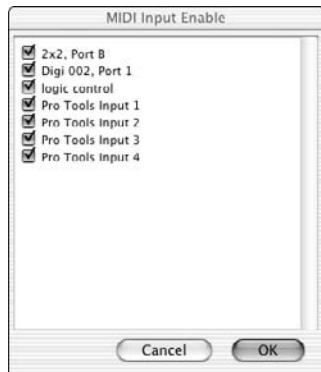 MIDI Input Enable
2x2, Port B
Digi 002, Port 1
logic control
Pro Tools Input 1
Pro Tools Input 2
Pro Tools Input 3
Pro Tools Input 4
Cancel OK